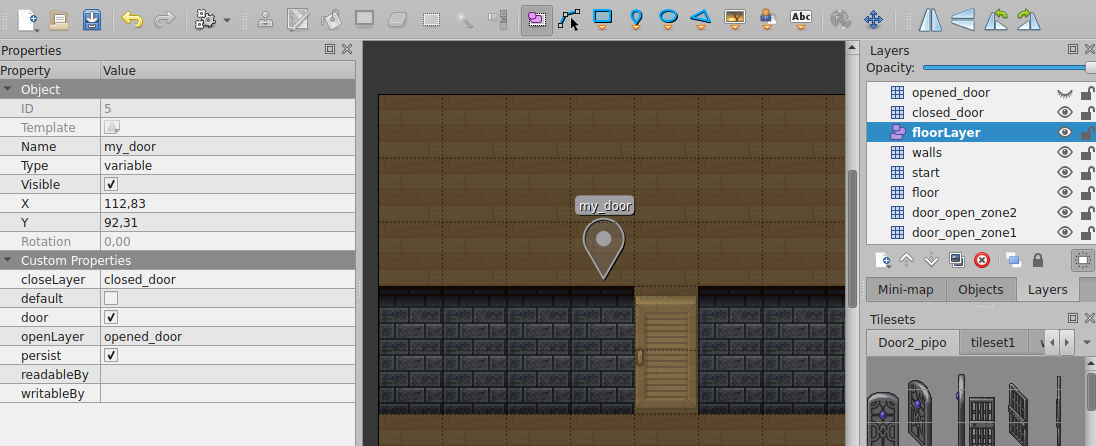 Abc
Properties
Property Value
Object
ID 5
Template
Name my_door
Type variable
Visible
X 112,83
Y 92,31
Rotation 0,00
Custom Properties
closeLayer closed_door
default
door
openLayer opened_door
persist
readableBy
writableBy
my_door
Layers
Opacity:
opened_door
closed_door
floorLayer
walls
start
floor
door_open_zone2
door_open_zone1
Mini-map Objects Layers
Tilesets
Door2_pipo tileset1